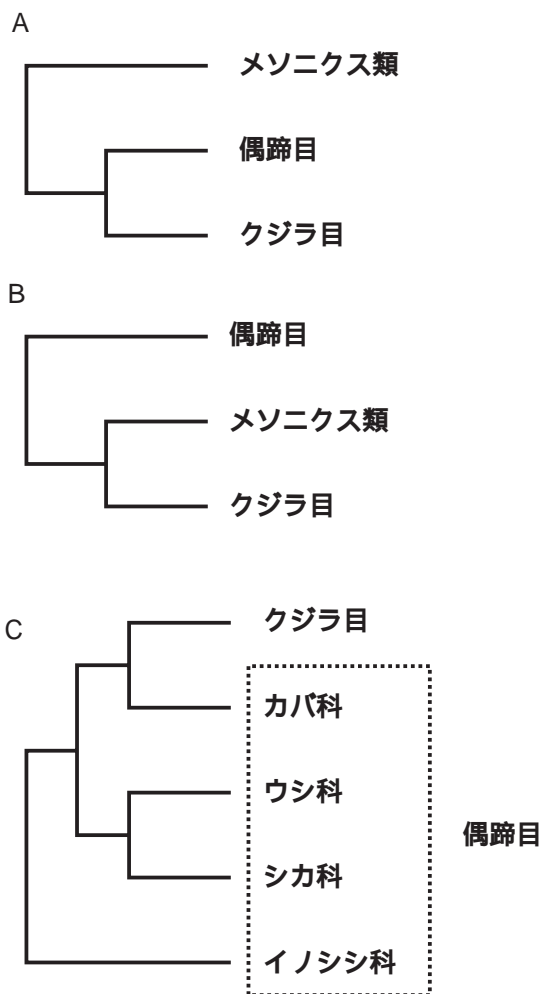 A
メソニクス類
偶蹄目
クジラ目
B
偶蹄目
メソニクス類
クジラ目
C
クジラ目
カバ科
ウシ科
偶蹄目
シカ科
イノシシ科